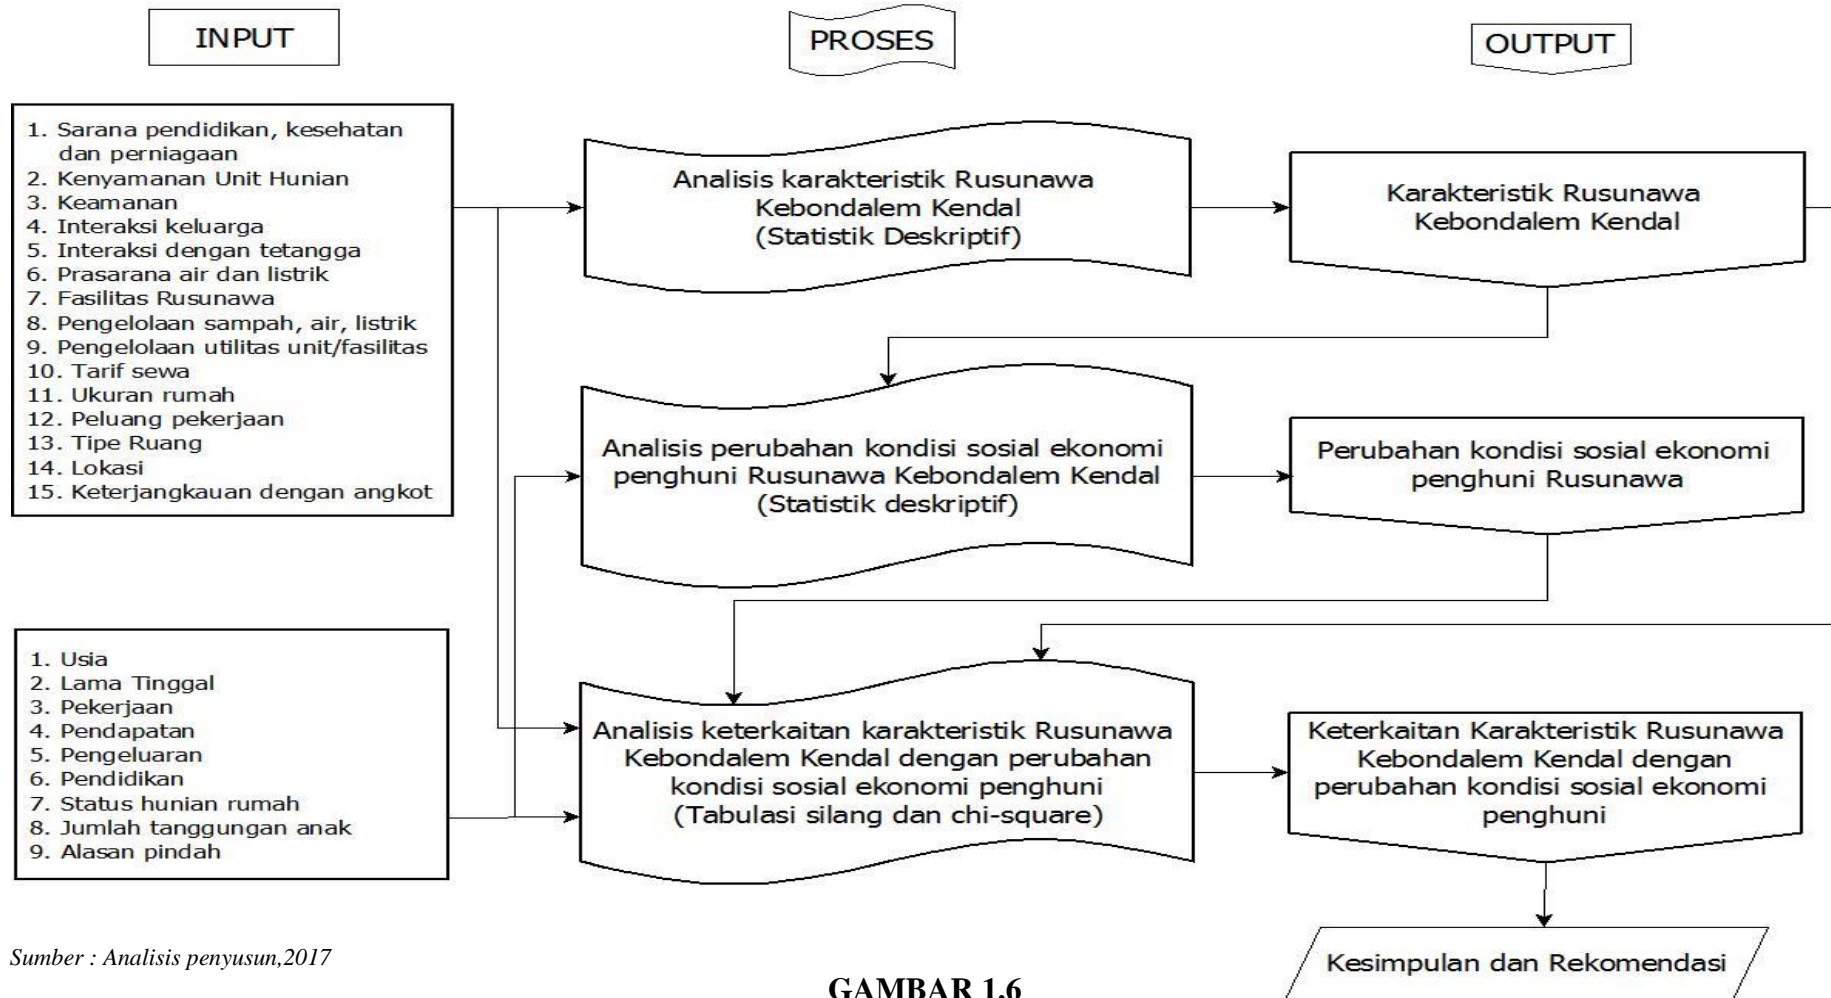 INPUT
PROSES
OUTPUT
1. Sarana pendidikan, kesehatan
dan perniagaan
2. Kenyamanan Unit Hunian
3. Keamanan
4. Interaksi keluarga
5. Interaksi dengan tetangga
6. Prasarana air dan listrik
7. Fasilitas Rusunawa
8. Pengelolaan sampah, air, listrik
9. Pengelolaan utilitas unit/fasilitas
10. Tarif sewa
11. Ukuran rumah
12. Peluang pekerjaan
13. Tipe Ruang
14. Lokasi
15. Keterjangkauan dengan angkot
Analisis karakteristik Rusunawa
Kebondalem Kendal
(Statistik Deskriptif)
Karakteristik Rusunawa
Kebondalem Kendal
Analisis perubahan kondisi sosial ekonomi
penghuni Rusunawa Kebondalem Kendal
(Statistik deskriptif)
Perubahan kondisi sosial ekonomi
penghuni Rusunawa
1. Usia
2. Lama Tinggal
3. Pekerjaan
4. Pendapatan
5. Pengeluaran
6. Pendidikan
7. Status hunian rumah
8. Jumlah tanggungan anak
9. Alasan pindah
Analisis keterkaitan karakteristik Rusunawa
Kebondalem Kendal dengan perubahan
kondisi sosial ekonomi penghuni
(Tabulasi silang dan chi-square)
Keterkaitan Karakteristik Rusunawa
Kebondalem Kendal dengan
perubahan kondisi sosial ekonomi
penghuni
Kesimpulan dan Rekomendasi
Sumber : Analisis penyusun,2017
GAMBAR 1.6